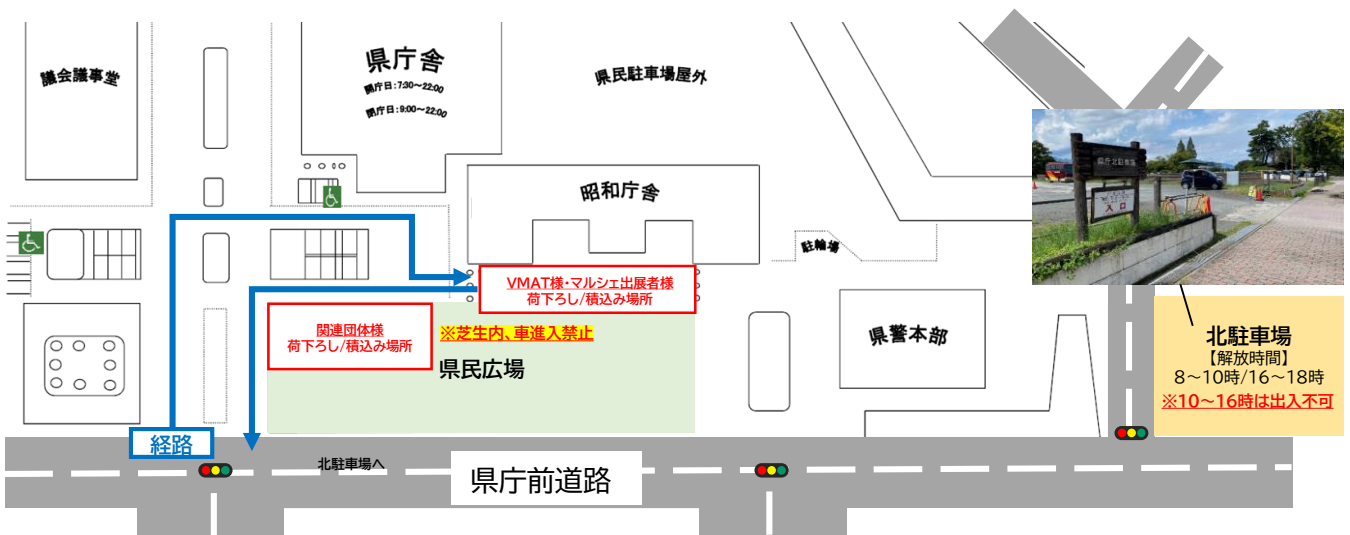 議会議事堂
県庁舎
開庁日:7:30～22:00
閉庁日:9:00～22:00
県民駐車場屋外
昭和庁舎
駐輪場
県庁北駐車場
入口
VMAT様・マルシェ出展者様
荷下ろし/積込み場所
関連団体様
荷下ろし/積込み場所
※芝生内、車進入禁止
県民広場
県警本部
北駐車場
【解放時間】
8～10時/16～18時
※10～16時は出入不可
経路
北駐車場へ
県庁前道路